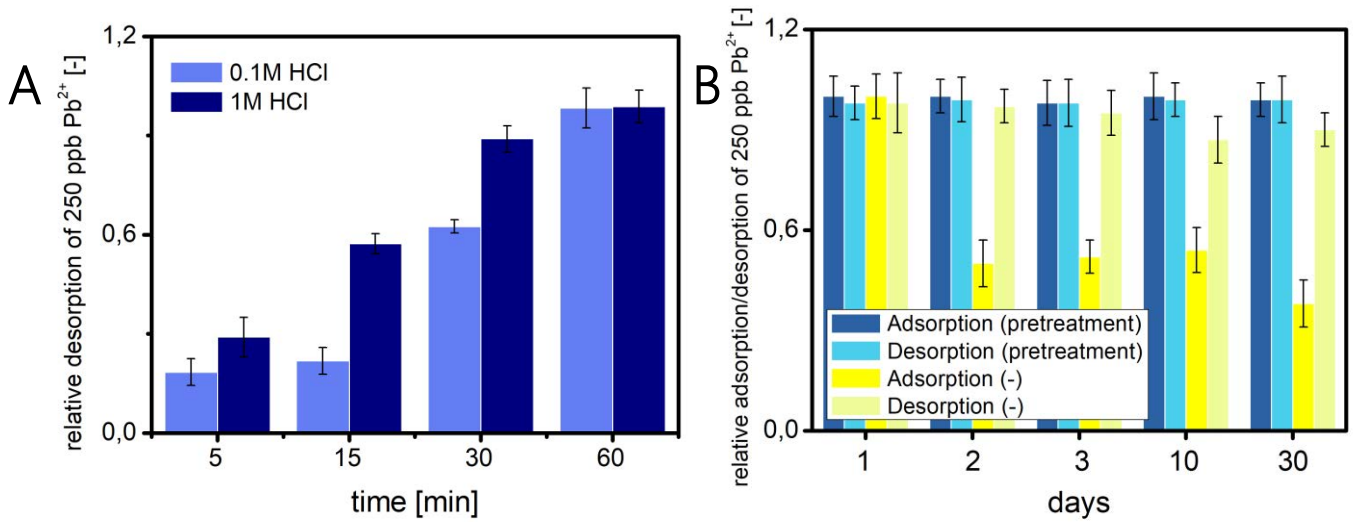 A
relative desorption of 250 ppb Pb²⁺ [-]
1,2
0,6
0,0
0.1M HCl
1M HCl
5 15 30 60
time [min]
B
relative adsorption/desorption of 250 ppb Pb²⁺ [-]
1,2
0,6
0,0
Adsorption (pretreatment)
Desorption (pretreatment)
Adsorption (-)
Desorption (-)
1 2 3 10 30
days